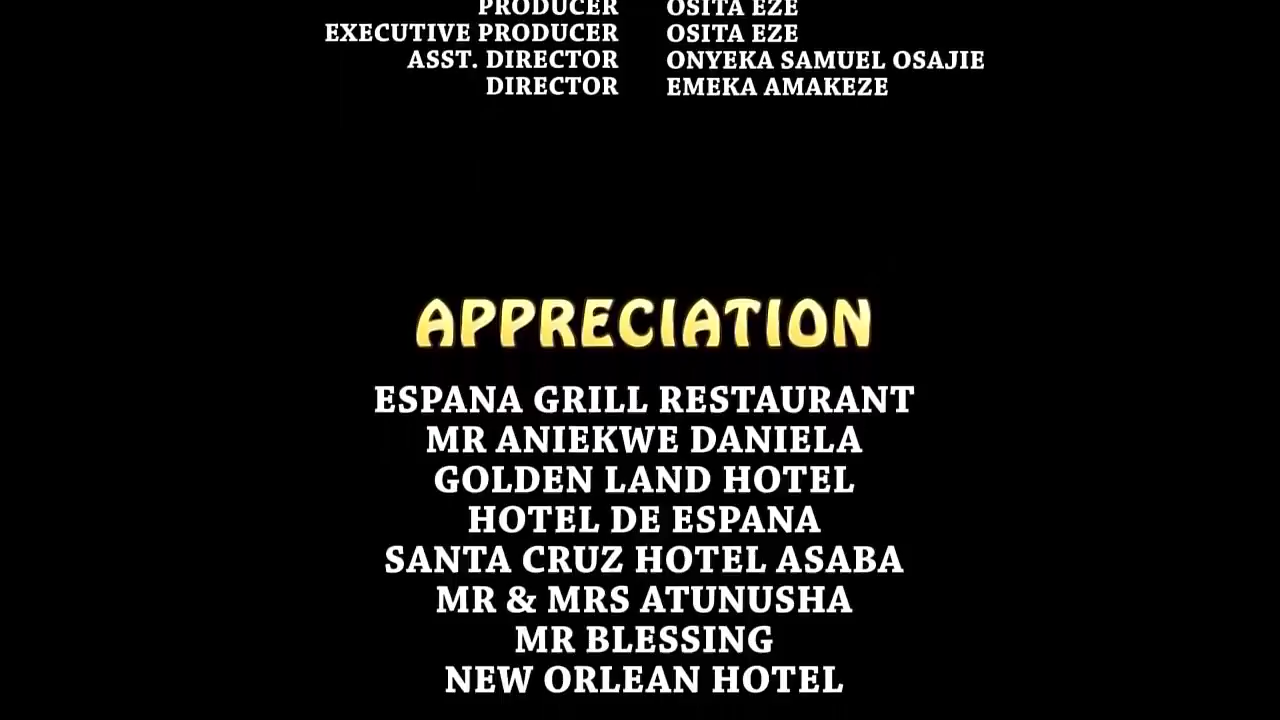 PRODUCER OSITA EZE
EXECUTIVE PRODUCER OSITA EZE
ASST. DIRECTOR ONYEKA SAMUEL OSAJIE
DIRECTOR EMEKA AMAKEZE
APPRECIATION
ESPANA GRILL RESTAURANT
MR ANIEKWE DANIELA
GOLDEN LAND HOTEL
HOTEL DE ESPANA
SANTA CRUZ HOTEL ASABA
MR & MRS ATUNUSHA
MR BLESSING
NEW ORLEAN HOTEL